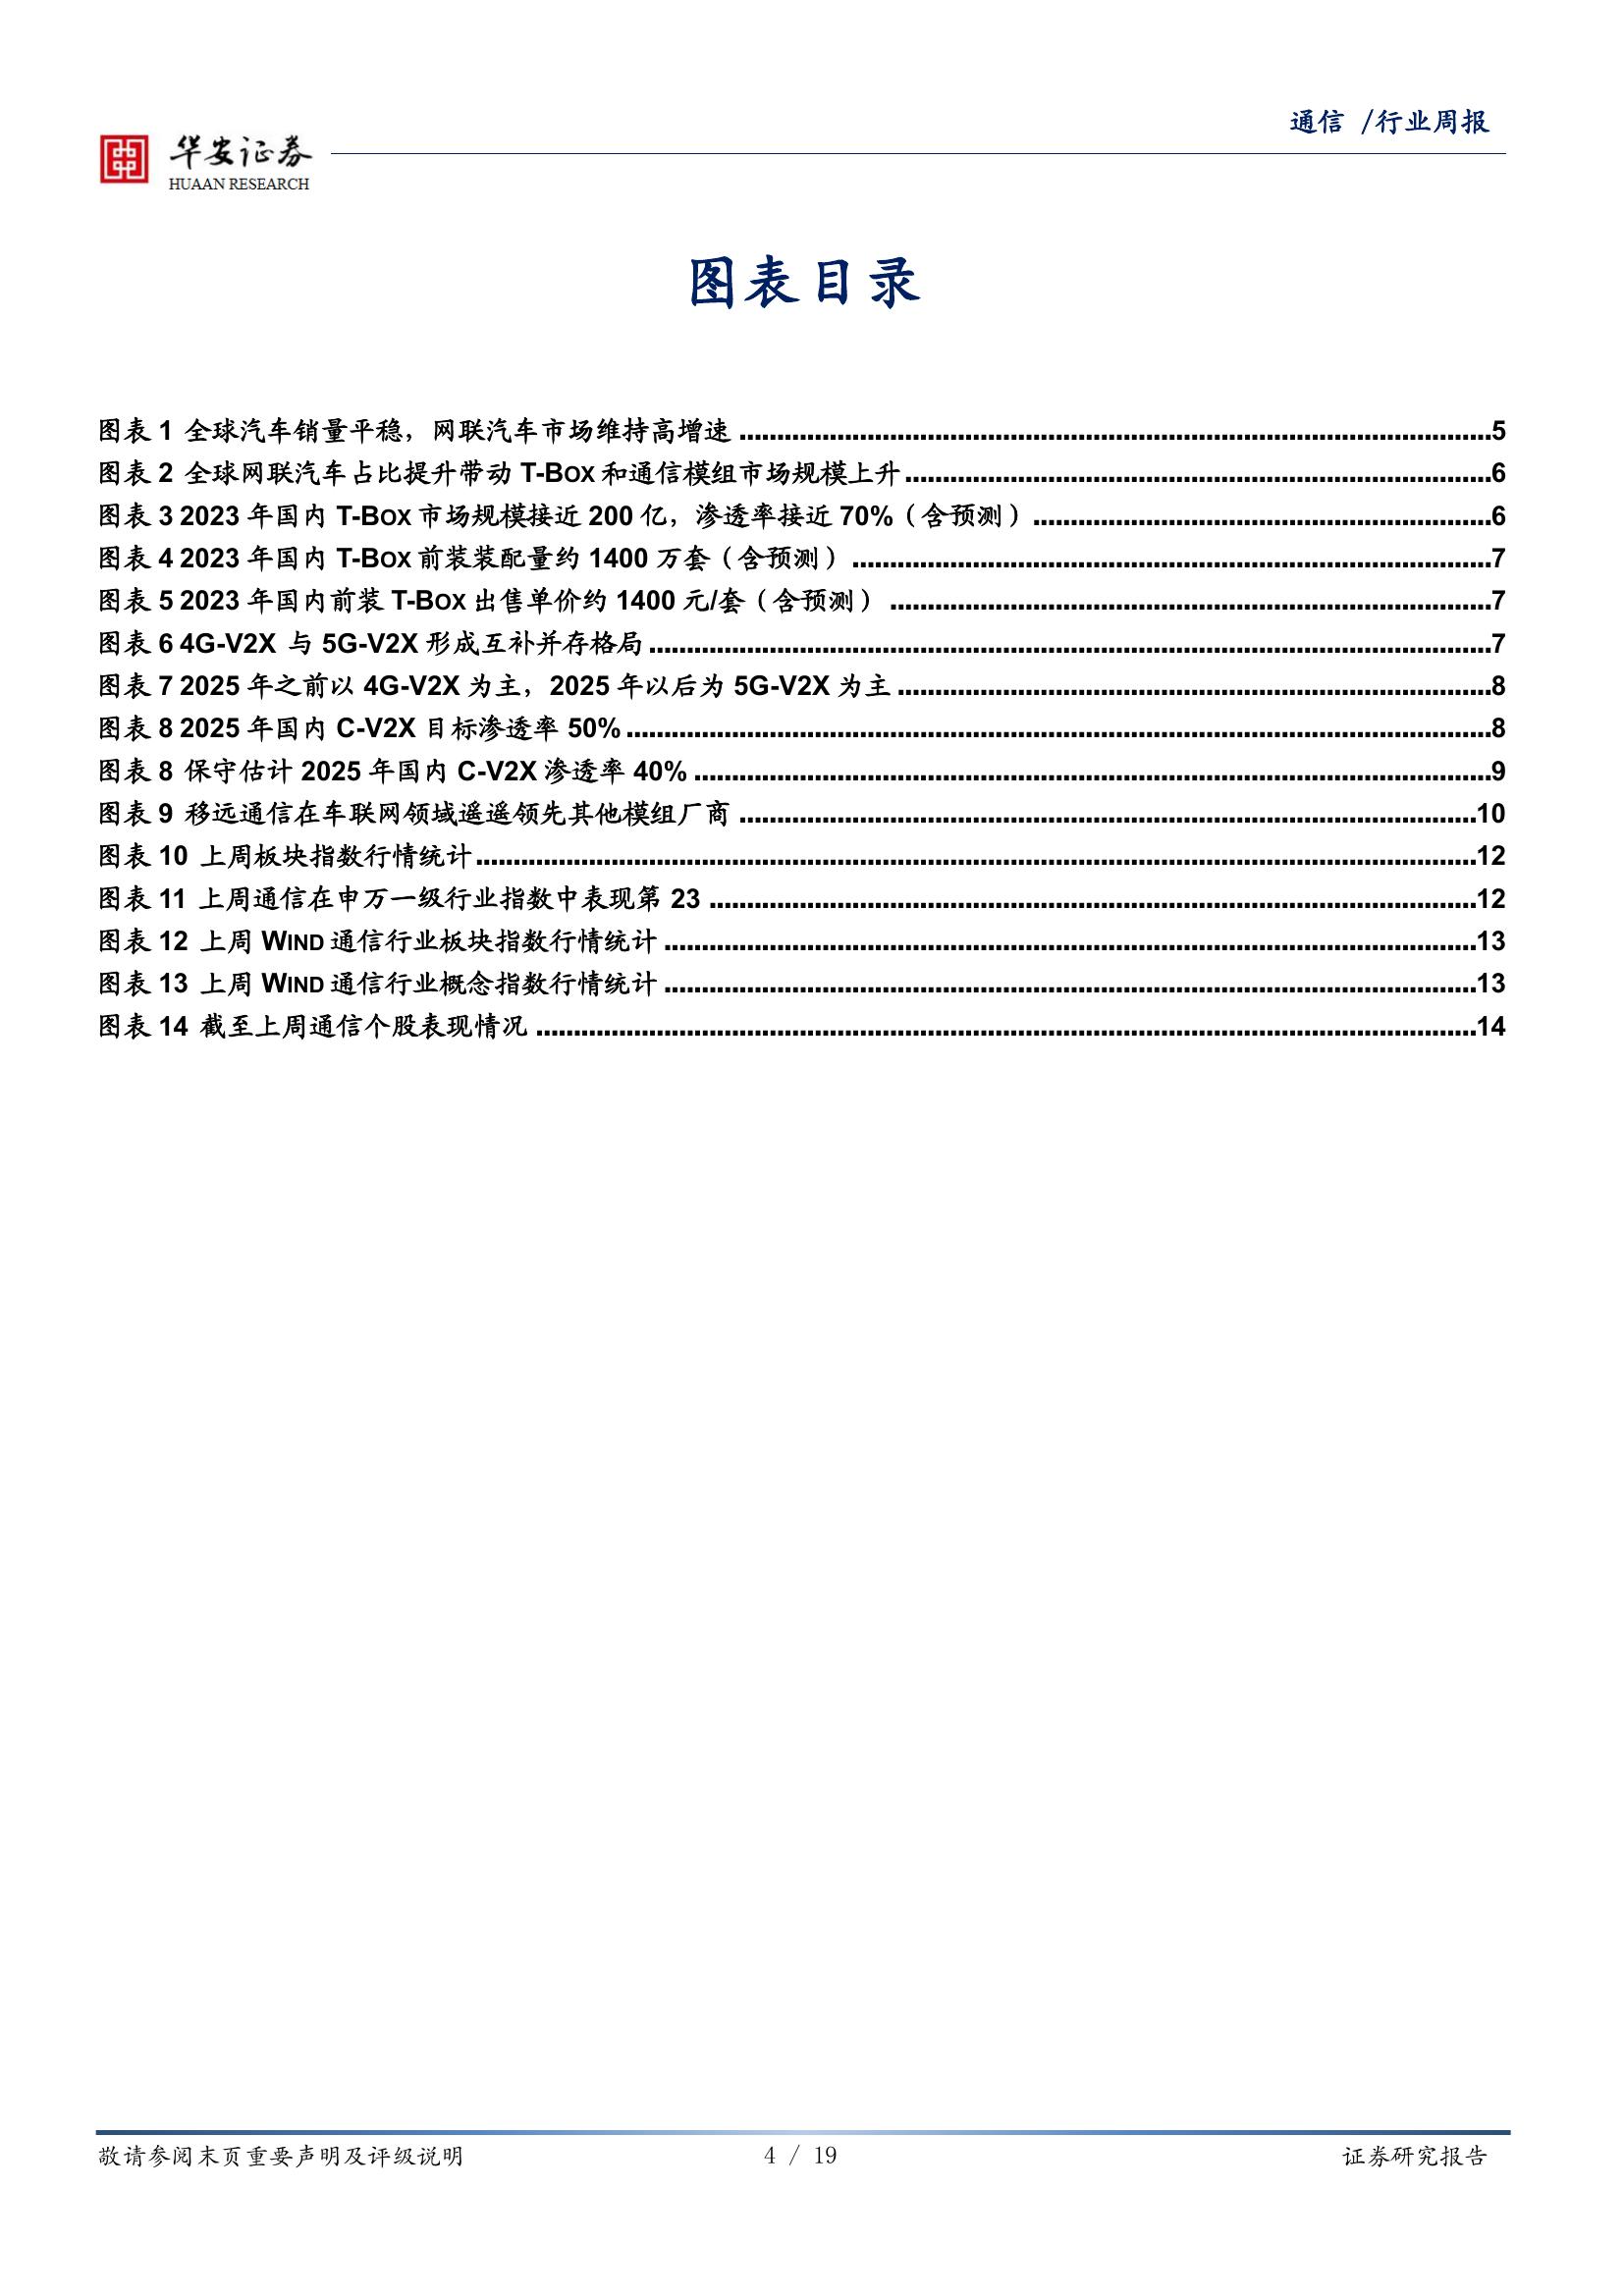 通信 /行业周报
华安证券
HUAAN RESEARCH
图表目录
图表 1 全球汽车销量平稳，网联汽车市场维持高增速 5
图表 2 全球网联汽车占比提升带动 T-BOX 和通信模组市场规模上升 6
图表 3 2023 年国内 T-BOX 市场规模接近 200 亿，渗透率接近 70%（含预测） 6
图表 4 2023 年国内 T-BOX 前装装配量约 1400 万套（含预测） 7
图表 5 2023 年国内前装 T-BOX 出售单价约 1400 元/套（含预测） 7
图表 6 4G-V2X 与 5G-V2X 形成互补并存格局 7
图表 7 2025 年之前以 4G-V2X 为主，2025 年以后为 5G-V2X 为主 8
图表 8 2025 年国内 C-V2X 目标渗透率 50% 8
图表 8 保守估计 2025 年国内 C-V2X 渗透率 40% 9
图表 9 移远通信在车联网领域遥遥领先其他模组厂商 10
图表 10 上周板块指数行情统计 12
图表 11 上周通信在申万一级行业指数中表现第 23 12
图表 12 上周 WIND 通信行业板块指数行情统计 13
图表 13 上周 WIND 通信行业概念指数行情统计 13
图表 14 截至上周通信个股表现情况 14
敬请参阅末页重要声明及评级说明 4 / 19 证券研究报告